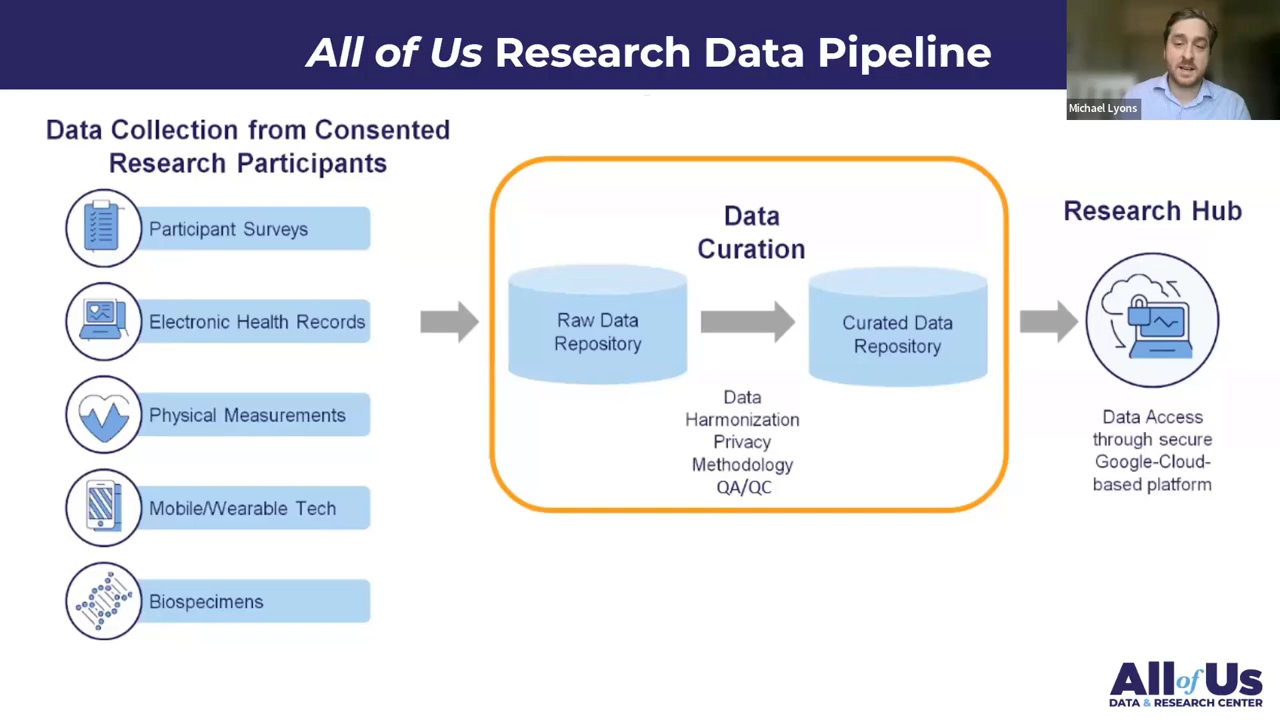 All of Us Research Data Pipeline
Michael Lyons
Data Collection from Consented
Research Participants
Participant Surveys
Electronic Health Records
Physical Measurements
Mobile/Wearable Tech
Biospecimens
Data
Curation
Raw Data
Repository
Curated Data
Repository
Data
Harmonization
Privacy
Methodology
QA/QC
Research Hub
Data Access
through secure
Google-Cloud-
based platform
All of Us
DATA & RESEARCH CENTER